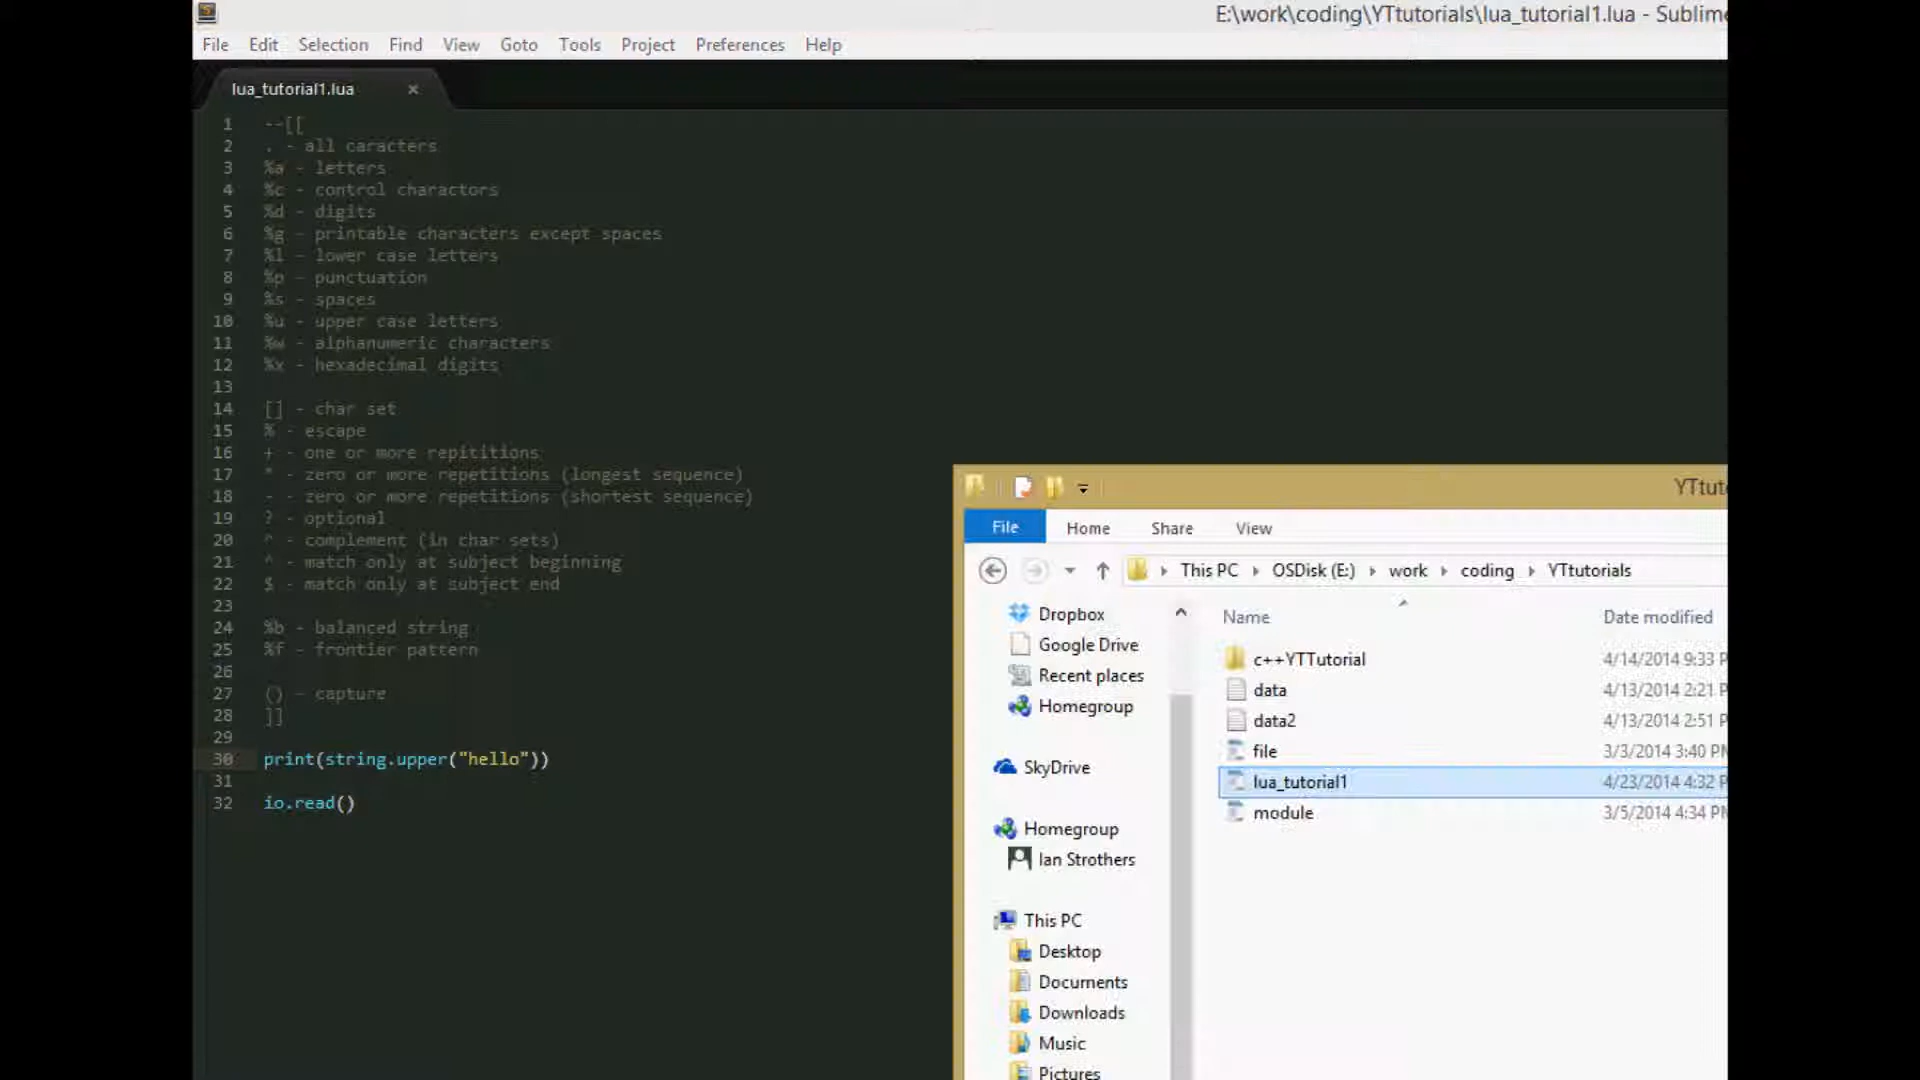 E:\work\coding\YTtutorials\lua_tutorial1.lua - Sublime
File Edit Selection Find View Goto Tools Project Preferences Help
lua_tutorial1.lua ×
1 --[[
2 . - all caracters
3 %a - letters
4 %c - control charactors
5 %d - digits
6 %g - printable characters except spaces
7 %l - lower case letters
8 %p - punctuation
9 %s - spaces
10 %u - upper case letters
11 %w - alphanumeric characters
12 %x - hexadecimal digits
13
14 [] - char set
15 % - escape
16 + - one or more repititions
17 * - zero or more repetitions (longest sequence)
18 - - zero or more repetitions (shortest sequence)
19 ? - optional
20 ^ - complement (in char sets)
21 ^ - match only at subject beginning
22 $ - match only at subject end
23
24 %b - balanced string
25 %f - frontier pattern
26
27 () - capture
28 ]]
29
30 print(string.upper("hello"))
31
32 io.read()
YTtut
File Home Share View
This PC OSDisk (E:) work coding YTtutorials
Name Date modified
Dropbox
Google Drive
Recent places
Homegroup
SkyDrive
Homegroup
Ian Strothers
This PC
Desktop
Documents
Downloads
Music
Pictures
c++YTTutorial 4/14/2014 9:33 P
data 4/13/2014 2:21 P
data2 4/13/2014 2:51 P
file 3/3/2014 3:40 PM
lua_tutorial1 4/23/2014 4:32 P
module 3/5/2014 4:34 PM